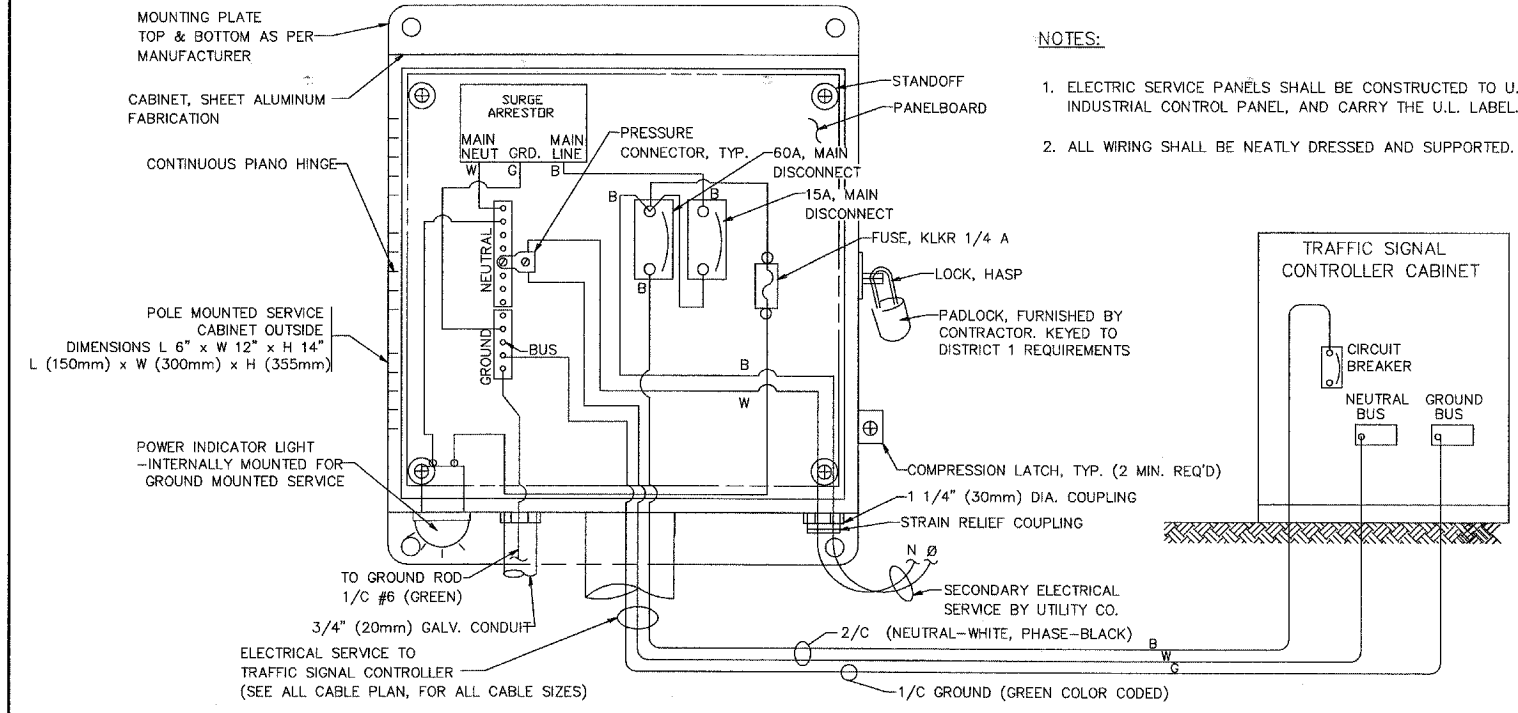 MOUNTING PLATE
TOP & BOTTOM AS PER
MANUFACTURER
CABINET, SHEET ALUMINUM
FABRICATION
CONTINUOUS PIANO HINGE
POLE MOUNTED SERVICE
CABINET OUTSIDE
DIMENSIONS L 6" x W 12" x H 14"
L (150mm) x W (300mm) x H (355mm)
POWER INDICATOR LIGHT
-INTERNALLY MOUNTED FOR
GROUND MOUNTED SERVICE
SURGE
ARRESTOR
MAIN
NEUT
GRD.
MAIN
LINE
W
G
B
NEUTRAL
GROUND
BUS
PRESSURE
CONNECTOR, TYP.
STANDOFF
PANELBOARD
60A, MAIN
DISCONNECT
15A, MAIN
DISCONNECT
FUSE, KLKR 1/4 A
B
B
B
B
W
LOCK, HASP
PADLOCK, FURNISHED BY
CONTRACTOR. KEYED TO
DISTRICT 1 REQUIREMENTS
COMPRESSION LATCH, TYP. (2 MIN. REQ'D)
1 1/4" (30mm) DIA. COUPLING
STRAIN RELIEF COUPLING
N Ø
SECONDARY ELECTRICAL
SERVICE BY UTILITY CO.
TO GROUND ROD
1/C #6 (GREEN)
3/4" (20mm) GALV. CONDUIT
ELECTRICAL SERVICE TO
TRAFFIC SIGNAL CONTROLLER
(SEE ALL CABLE PLAN, FOR ALL CABLE SIZES)
2/C (NEUTRAL-WHITE, PHASE-BLACK)
B
W
G
1/C GROUND (GREEN COLOR CODED)
NOTES:
1. ELECTRIC SERVICE PANELS SHALL BE CONSTRUCTED TO U.
INDUSTRIAL CONTROL PANEL, AND CARRY THE U.L. LABEL.
2. ALL WIRING SHALL BE NEATLY DRESSED AND SUPPORTED.
TRAFFIC SIGNAL
CONTROLLER CABINET
CIRCUIT
BREAKER
NEUTRAL
BUS
GROUND
BUS